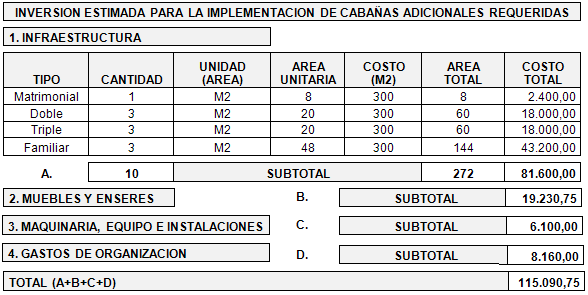 INVERSION ESTIMADA PARA LA IMPLEMENTACION DE CABAÑAS ADICIONALES REQUERIDAS
1. INFRAESTRUCTURA
TIPO CANTIDAD UNIDAD (AREA) AREA UNITARIA COSTO (M2) AREA TOTAL COSTO TOTAL
Matrimonial 1 M2 8 300 8 2.400,00
Doble 3 M2 20 300 60 18.000,00
Triple 3 M2 20 300 60 18.000,00
Familiar 3 M2 48 300 144 43.200,00
A. 10 SUBTOTAL 272 81.600,00
2. MUEBLES Y ENSERES B. SUBTOTAL 19.230,75
3. MAQUINARIA, EQUIPO E INSTALACIONES C. SUBTOTAL 6.100,00
4. GASTOS DE ORGANIZACION D. SUBTOTAL 8.160,00
TOTAL (A+B+C+D) 115.090,75